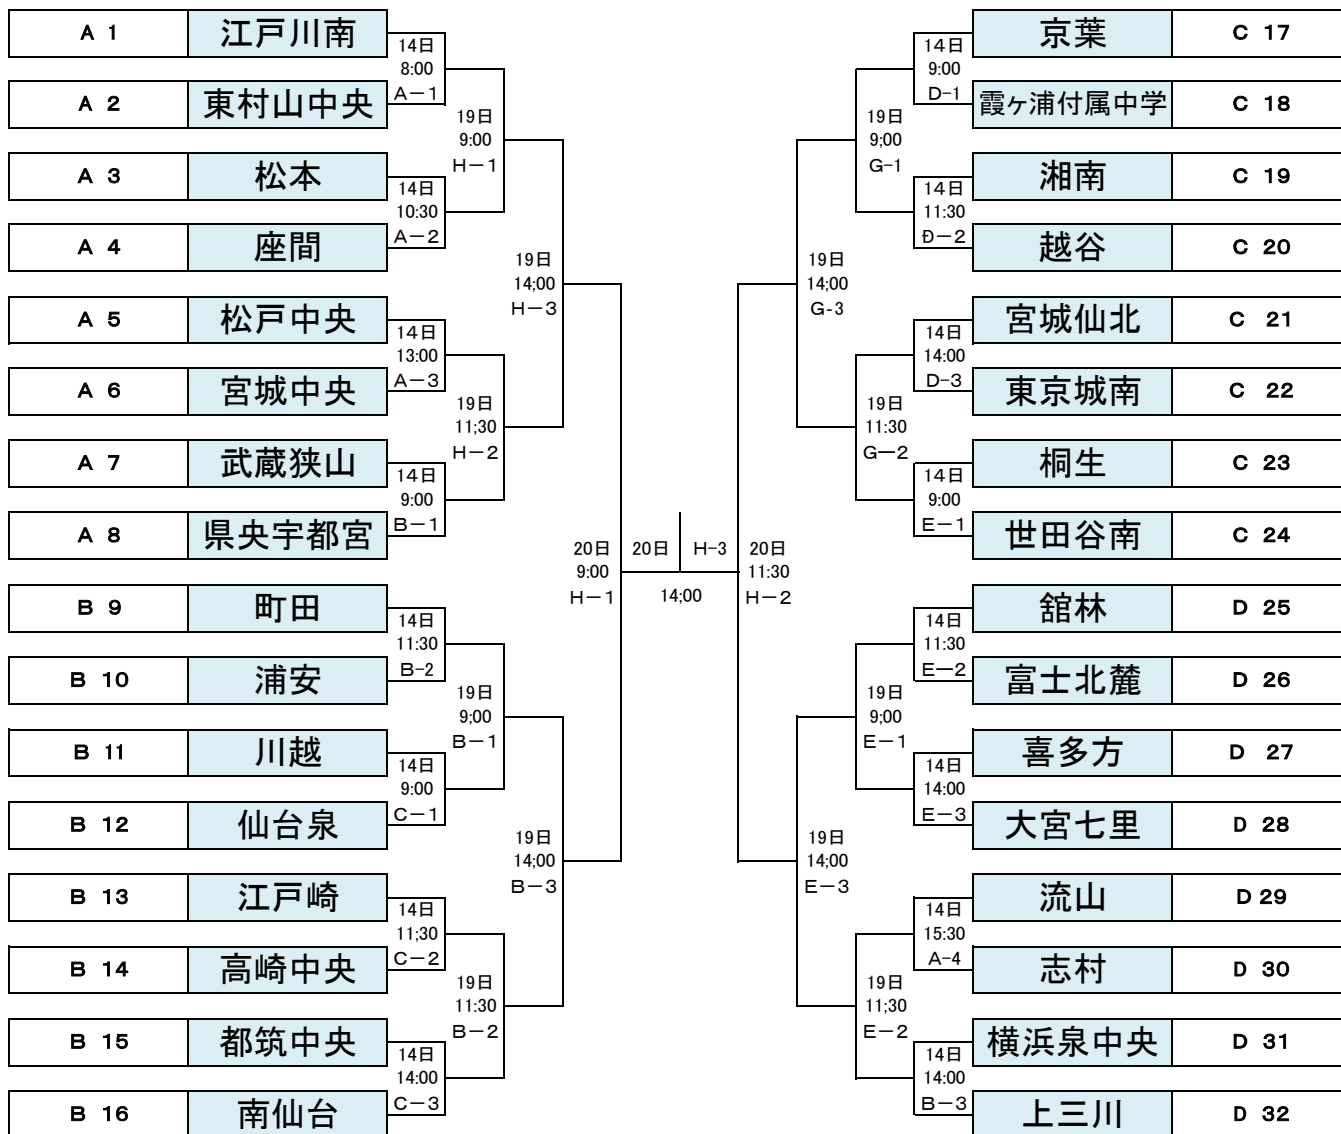 A 1 江戸川南
14日
8:00
A－1
A 2 東村山中央
19日
9:00
H－1
A 3 松本
14日
10:30
A－2
A 4 座間
19日
14;00
H－3
A 5 松戸中央
14日
13:00
A－3
A 6 宮城中央
19日
11;30
H－2
A 7 武蔵狭山
14日
9:00
B－1
A 8 県央宇都宮
20日
9:00
H－1
B 9 町田
14日
11:30
B-2
B 10 浦安
19日
9;00
B－1
B 11 川越
14日
9:00
C－1
B 12 仙台泉
19日
14;00
B－3
B 13 江戸崎
14日
11;30
C－2
B 14 高崎中央
19日
11:30
B－2
B 15 都筑中央
14日
14:00
C－3
B 16 南仙台
20日 H-3
14;00
京葉 C 17
14日
9:00
D-1
霞ヶ浦付属中学 C 18
19日
9;00
G-1
湘南 C 19
14日
11:30
Ð－2
越谷 C 20
19日
14;00
G-3
宮城仙北 C 21
14日
14:00
D-3
東京城南 C 22
19日
11:30
G－2
桐生 C 23
14日
9:00
E－1
世田谷南 C 24
20日
11:30
H－2
舘林 D 25
14日
11:30
E－2
富士北麓 D 26
19日
9;00
E－1
喜多方 D 27
14日
14:00
E－3
大宮七里 D 28
19日
14;00
E－3
流山 D 29
14日
15:30
A-4
志村 D 30
19日
11;30
E－2
横浜泉中央 D 31
14日
14:00
B－3
上三川 D 32